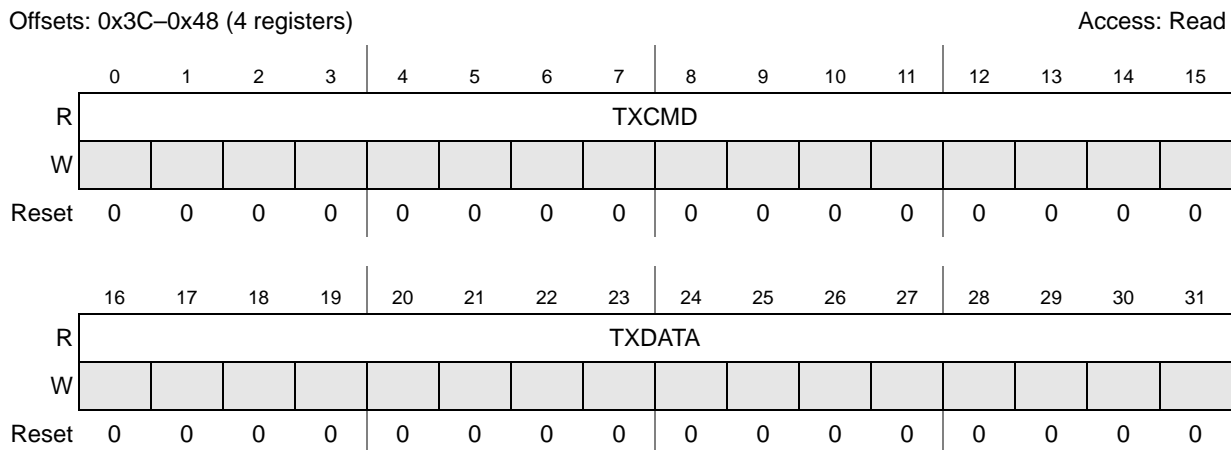 Offsets: 0x3C–0x48 (4 registers) Access: Read
0 1 2 3 4 5 6 7 8 9 10 11 12 13 14 15
R TXCMD
W
Reset 0 0 0 0 0 0 0 0 0 0 0 0 0 0 0 0
16 17 18 19 20 21 22 23 24 25 26 27 28 29 30 31
R TXDATA
W
Reset 0 0 0 0 0 0 0 0 0 0 0 0 0 0 0 0